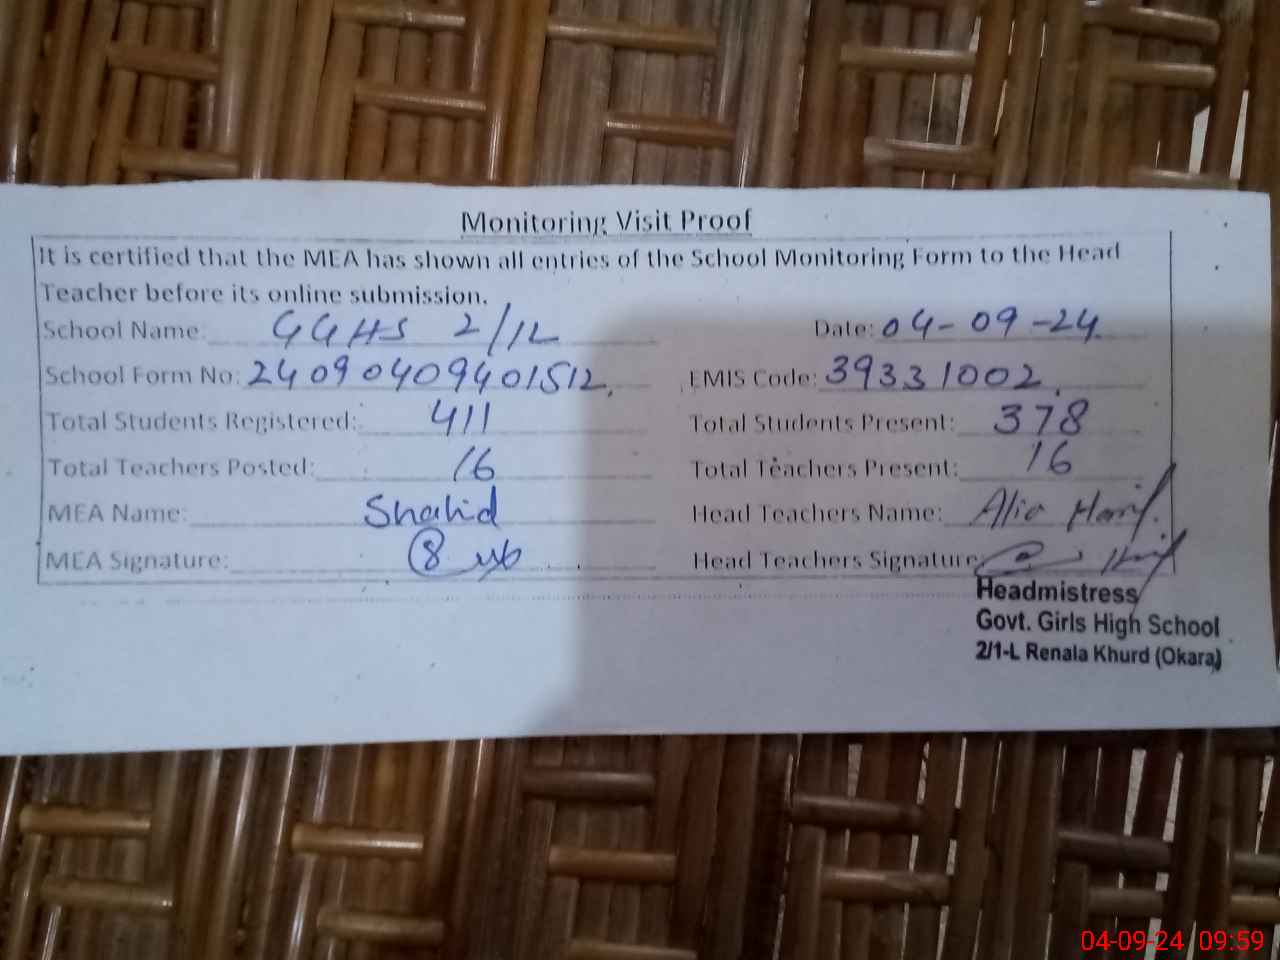 Monitoring Visit Proof
It is certified that the MEA has shown all entries of the School Monitoring Form to the Head
Teacher before its online submission.
School Name: GGHS 2/1L Date: 04-09-24
School Form No: 24090409401512. EMIS Code: 39331002.
Total Students Registered: 411 Total Students Present: 378
Total Teachers Posted: 16 Total Teachers Present: 16
MEA Name: Shahid Head Teachers Name: Alia
MEA Signature: Head Teachers Signature:
Headmistress
Govt. Girls High School
2/1-L Renala Khurd (Okara)
04-09-24 09:59